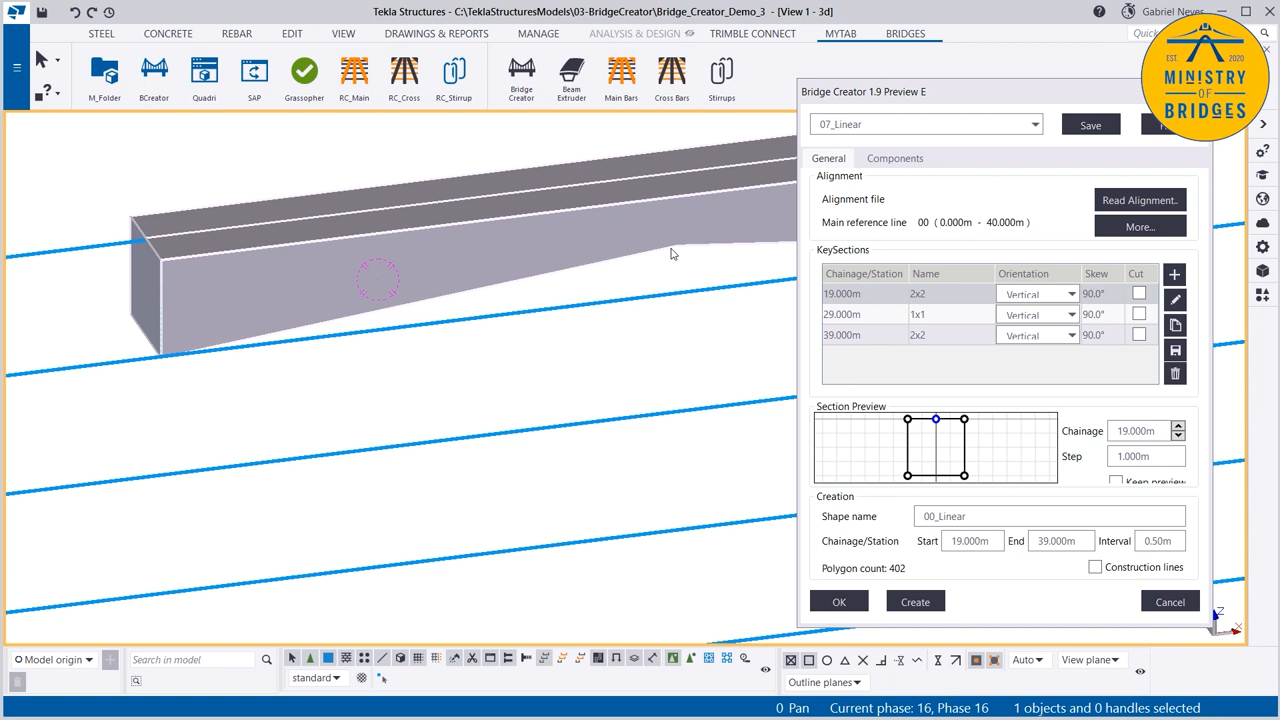 Tekla Structures - C:\TeklaStructuresModels\03-BridgeCreator\Bridge_Creator_Demo_3 - [View 1 - 3d]
Gabriel Neves
STEEL CONCRETE REBAR EDIT VIEW DRAWINGS & REPORTS MANAGE ANALYSIS & DESIGN TRIMBLE CONNECT MYTAB BRIDGES
Quick
M_Folder BCreator Quadri SAP Grassopher RC_Main RC_Cross RC_Stirrup Bridge Creator Beam Extruder Main Bars Cross Bars Stirrups
EST. 2020
MINISTRY
OF
BRIDGES
Bridge Creator 1.9 Preview E
07_Linear
Save
General Components
Alignment
Alignment file
Read Alignment..
Main reference line 00 ( 0.000m - 40.000m )
More...
KeySections
Chainage/Station Name Orientation Skew Cut
19.000m 2x2 Vertical 90.0°
29.000m 1x1 Vertical 90.0°
39.000m 2x2 Vertical 90.0°
Section Preview
Chainage 19.000m
Step 1.000m
Keep preview
Creation
Shape name 00_Linear
Chainage/Station Start 19.000m End 39.000m Interval 0.50m
Polygon count: 402
Construction lines
OK Create Cancel
Z
X
Model origin
Search in model
Auto
View plane
standard
Outline planes
0 Pan Current phase: 16, Phase 16 1 objects and 0 handles selected